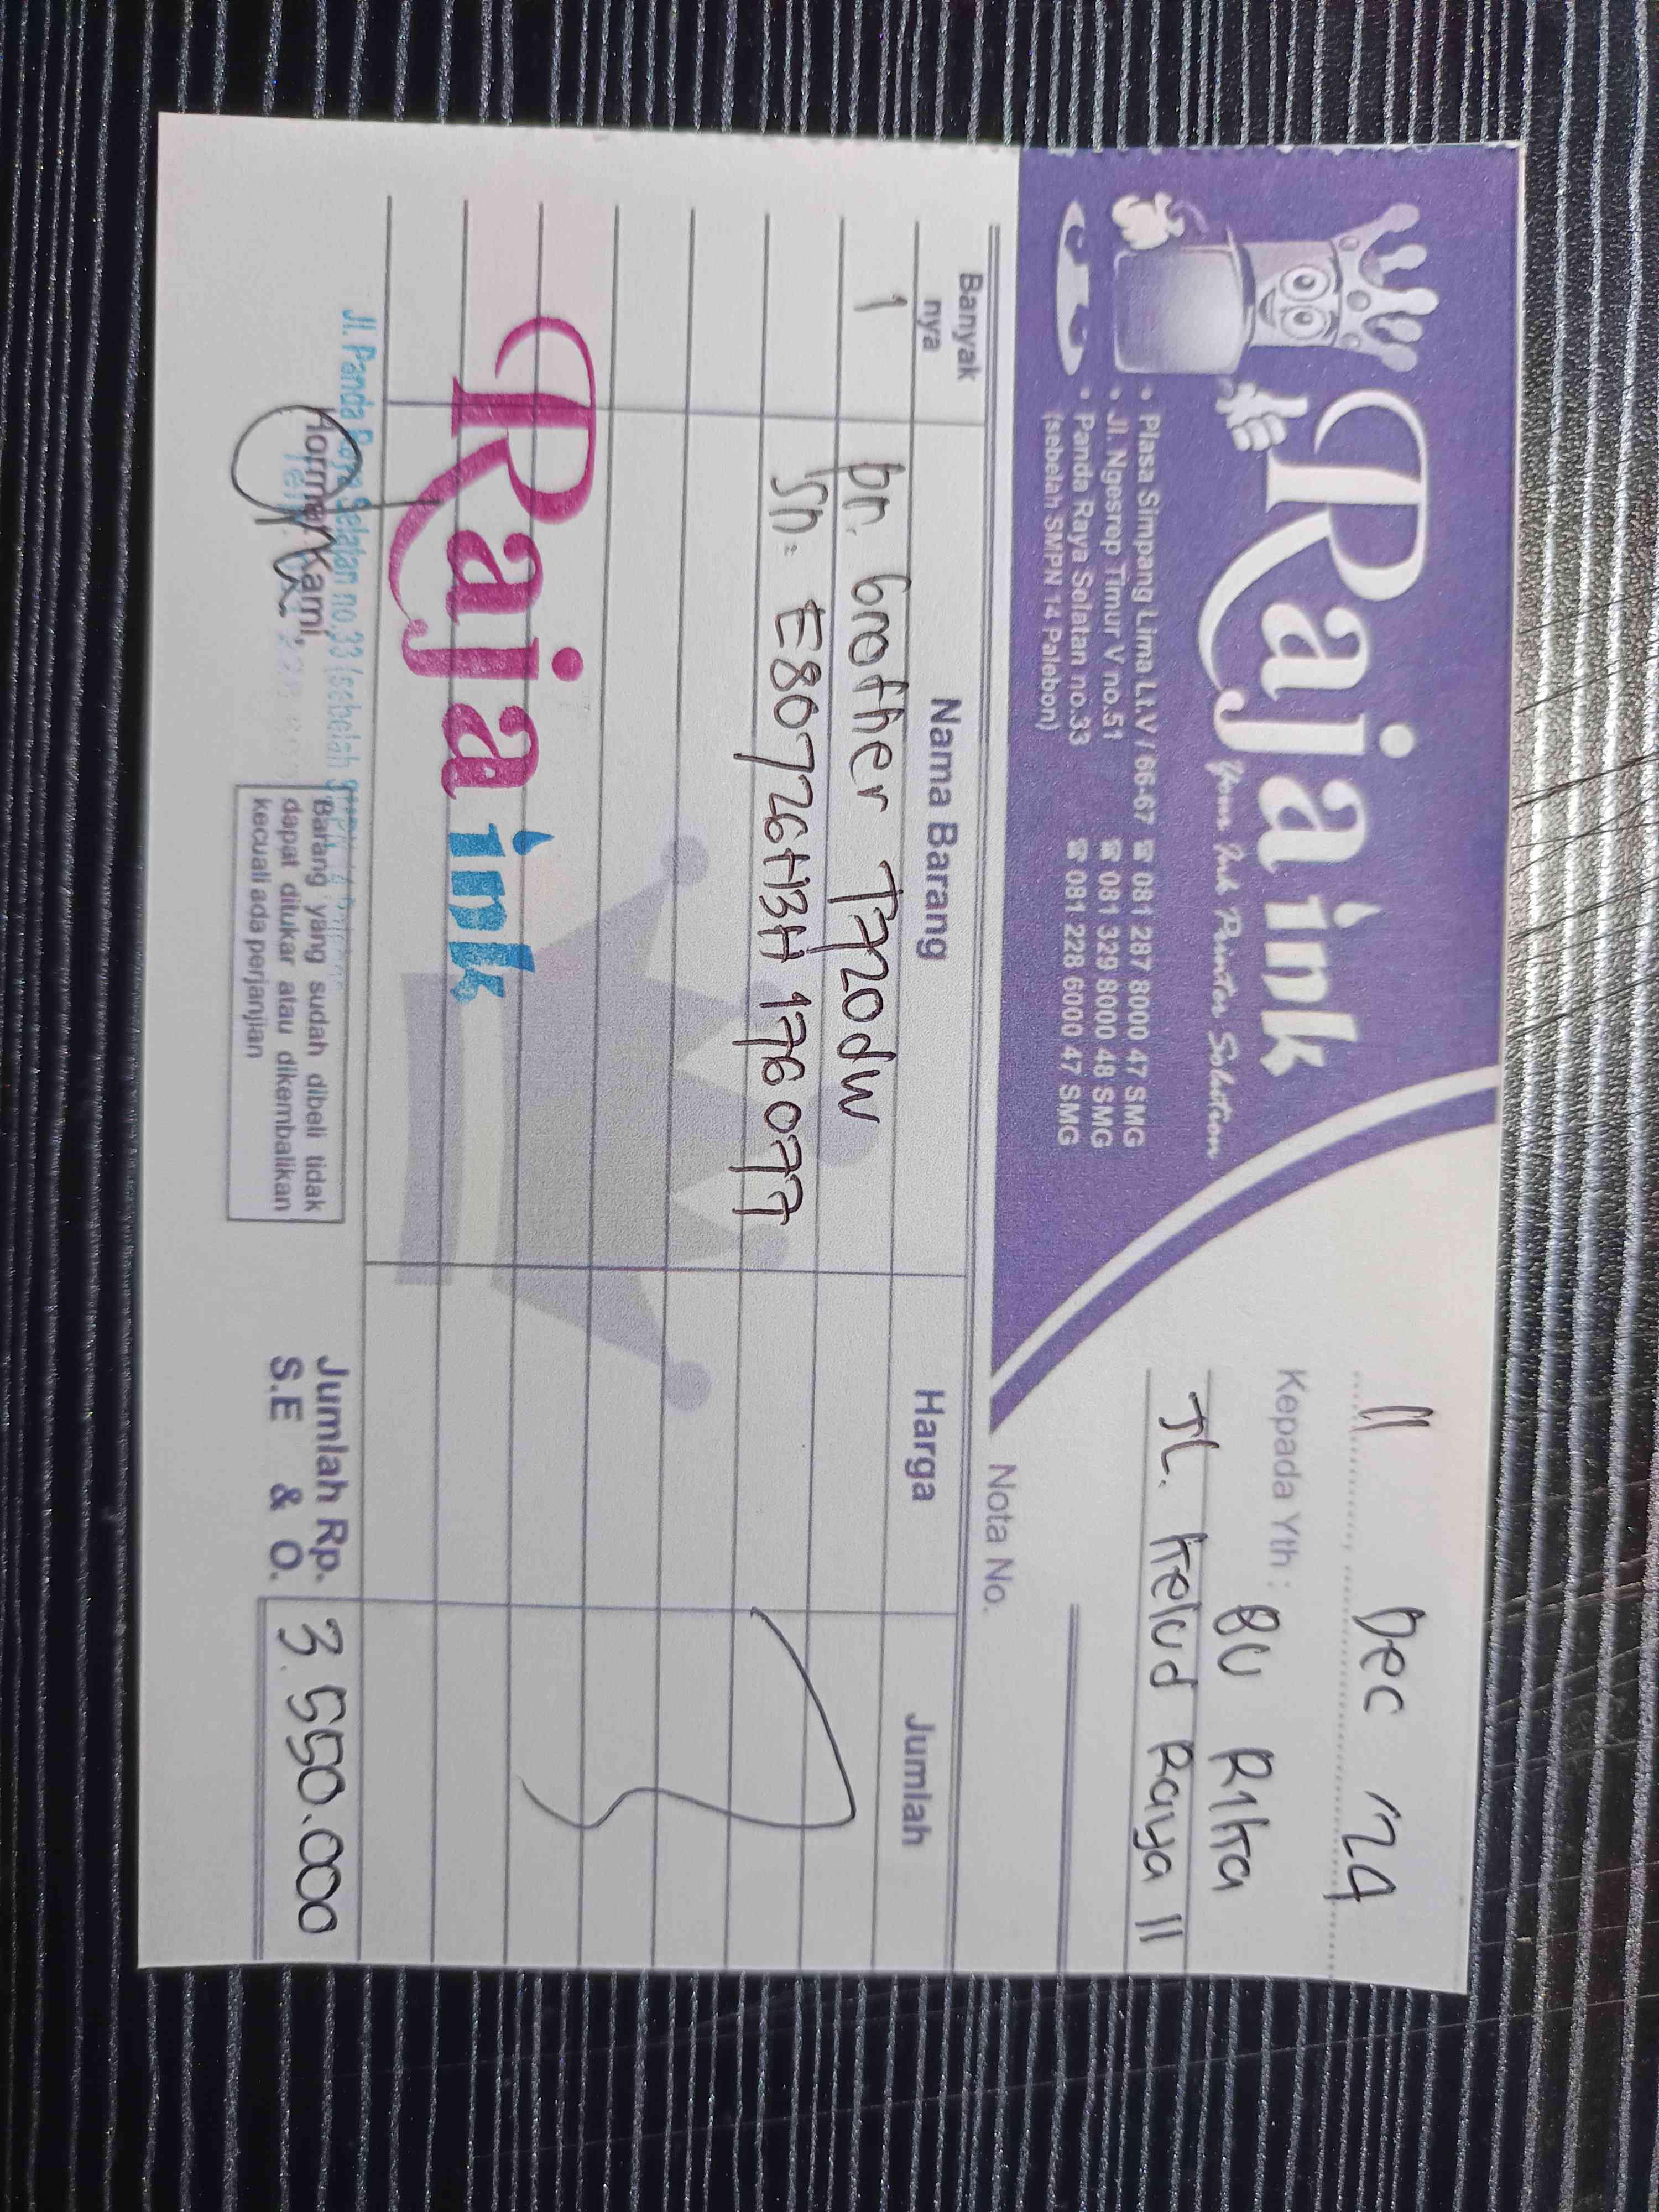 Raja ink
Your Ink Printer Solution
• Plasa Simpang Lima Lt.V / 66-67 ☎ 081 287 8000 47 SMG
• Jl. Ngesrep Timur V no.51 ☎ 081 329 8000 48 SMG
• Panda Raya Selatan no.33 ☎ 081 228 6000 47 SMG
(sebelah SMPN 14 Palebon)
11 Dec '24
Kepada Yth : BU Rika
JL. Kelud Raya 11
Nota No.
Banyak nya Nama Barang Harga Jumlah
1 pr. brother T720dw
Sn: E80726H3H176077
Raja ink
Jl. Panda Raya Selatan no.33 (sebelah
Hormat Kami,
Barang yang sudah dibeli tidak
dapat ditukar atau dikembalikan
kecuali ada perjanjian
Jumlah Rp. 3.550.000
S.E & O.